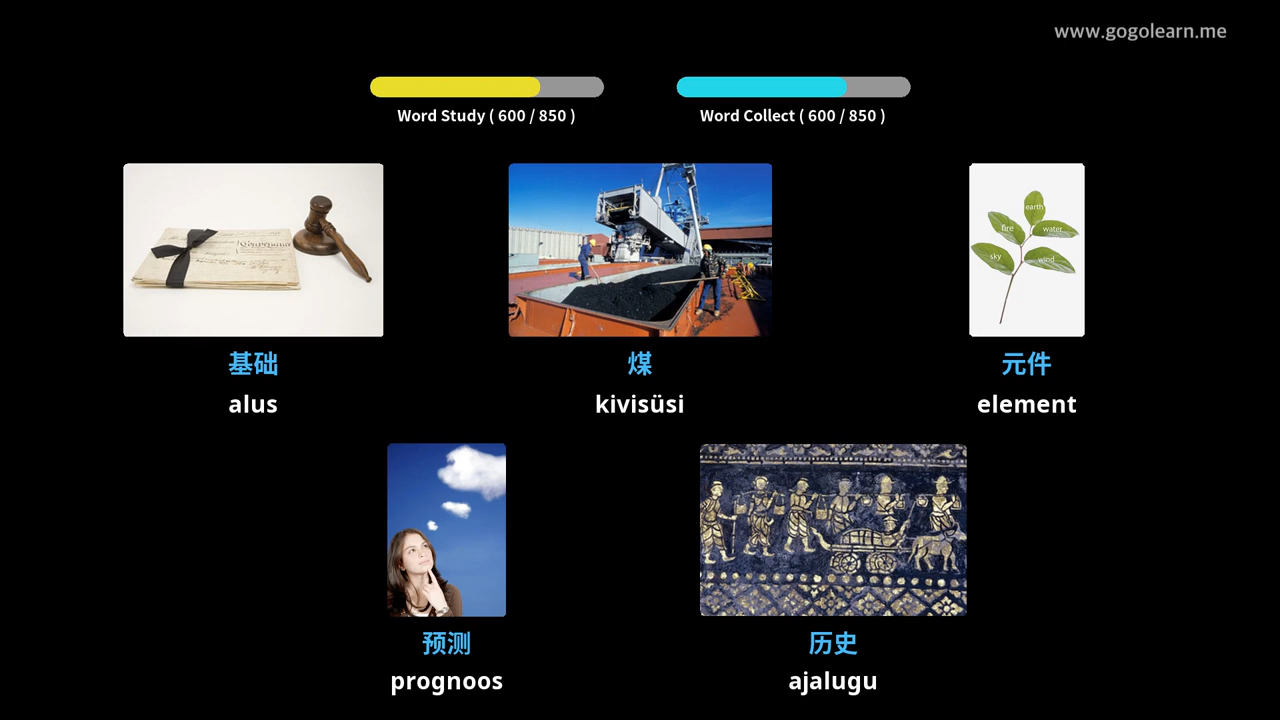 www.gogolearn.me
Word Study ( 600 / 850 )
Word Collect ( 600 / 850 )
earth
fire
water
sky
wind
基础
煤
元件
alus
kivisüsi
element
预测
历史
prognoos
ajalugu